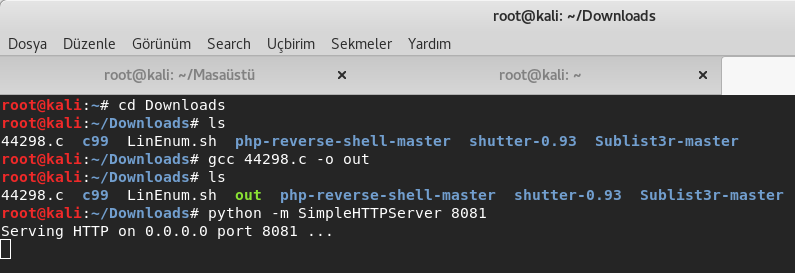 root@kali: ~/Downloads
Dosya Düzenle Görünüm Search Uçbirim Sekmeler Yardım
root@kali: ~/Masaüstü × root@kali: ~ ×
root@kali:~# cd Downloads
root@kali:~/Downloads# ls
44298.c c99 LinEnum.sh php-reverse-shell-master shutter-0.93 Sublist3r-master
root@kali:~/Downloads# gcc 44298.c -o out
root@kali:~/Downloads# ls
44298.c c99 LinEnum.sh out php-reverse-shell-master shutter-0.93 Sublist3r-master
root@kali:~/Downloads# python -m SimpleHTTPServer 8081
Serving HTTP on 0.0.0.0 port 8081 ...